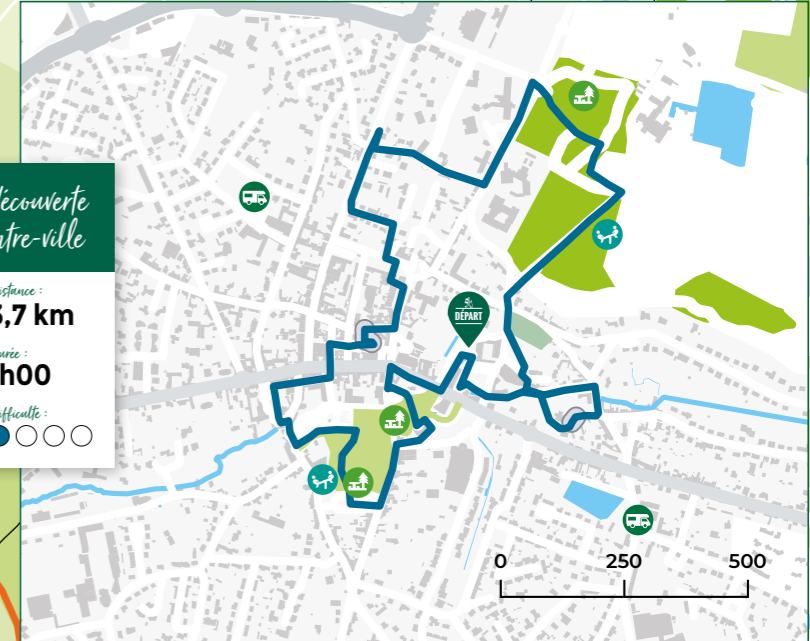 écouverte
ntre-ville
istance :
,7 km
urée :
h00
fficulté :
DÉPART
0 250 500